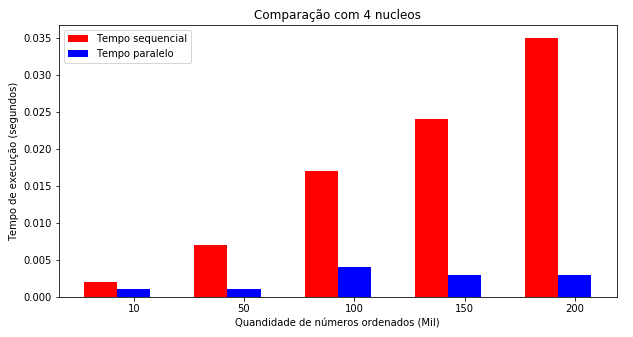 Comparação com 4 nucleos
Tempo sequencial
Tempo paralelo
Tempo de execução (segundos)
0.035
0.030
0.025
0.020
0.015
0.010
0.005
0.000
10 50 100 150 200
Quandidade de números ordenados (Mil)